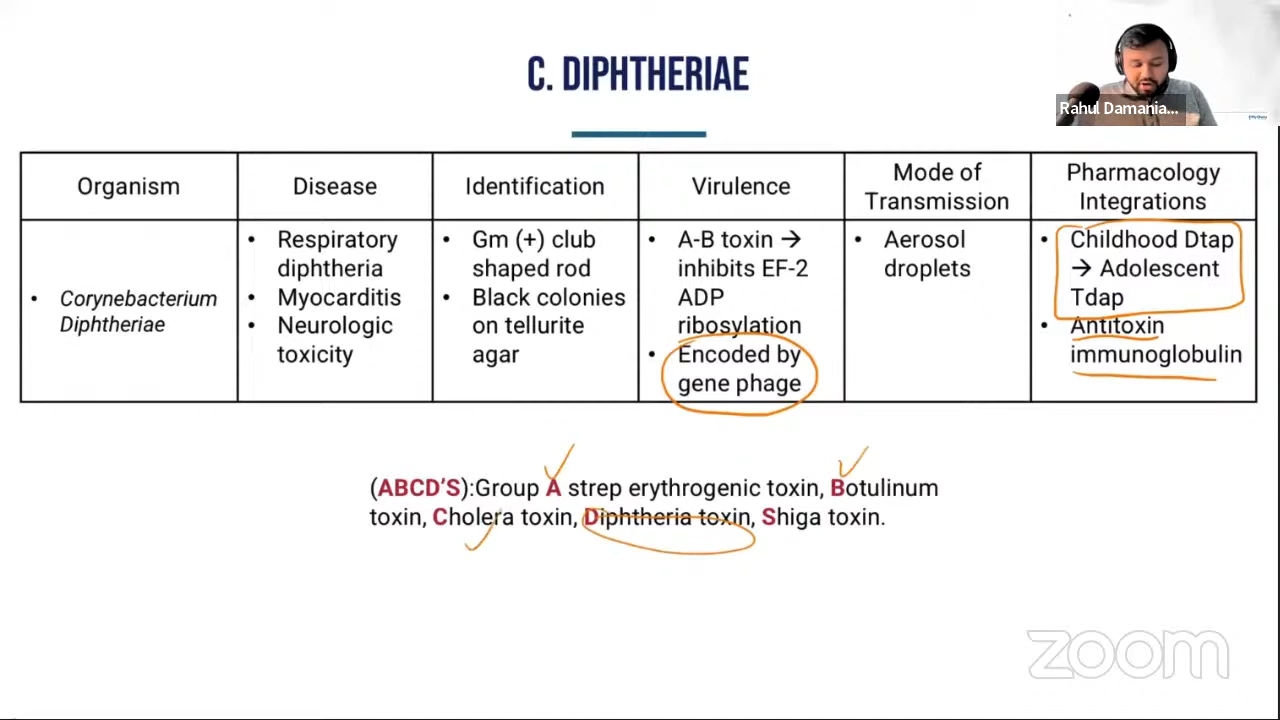 C. DIPHTHERIAE
Rahul Damania...
Organism
Disease
Identification
Virulence
Mode of
Transmission
Pharmacology
Integrations
• Corynebacterium
Diphtheriae
• Respiratory
diphtheria
• Myocarditis
• Neurologic
toxicity
• Gm (+) club
shaped rod
• Black colonies
on tellurite
agar
• A-B toxin →
inhibits EF-2
ADP
ribosylation
• Encoded by
gene phage
• Aerosol
droplets
• Childhood Dtap
→ Adolescent
Tdap
• Antitoxin
immunoglobulin
(ABCD'S):Group A strep erythrogenic toxin, Botulinum
toxin, Cholera toxin, Diphtheria toxin, Shiga toxin.
zoom